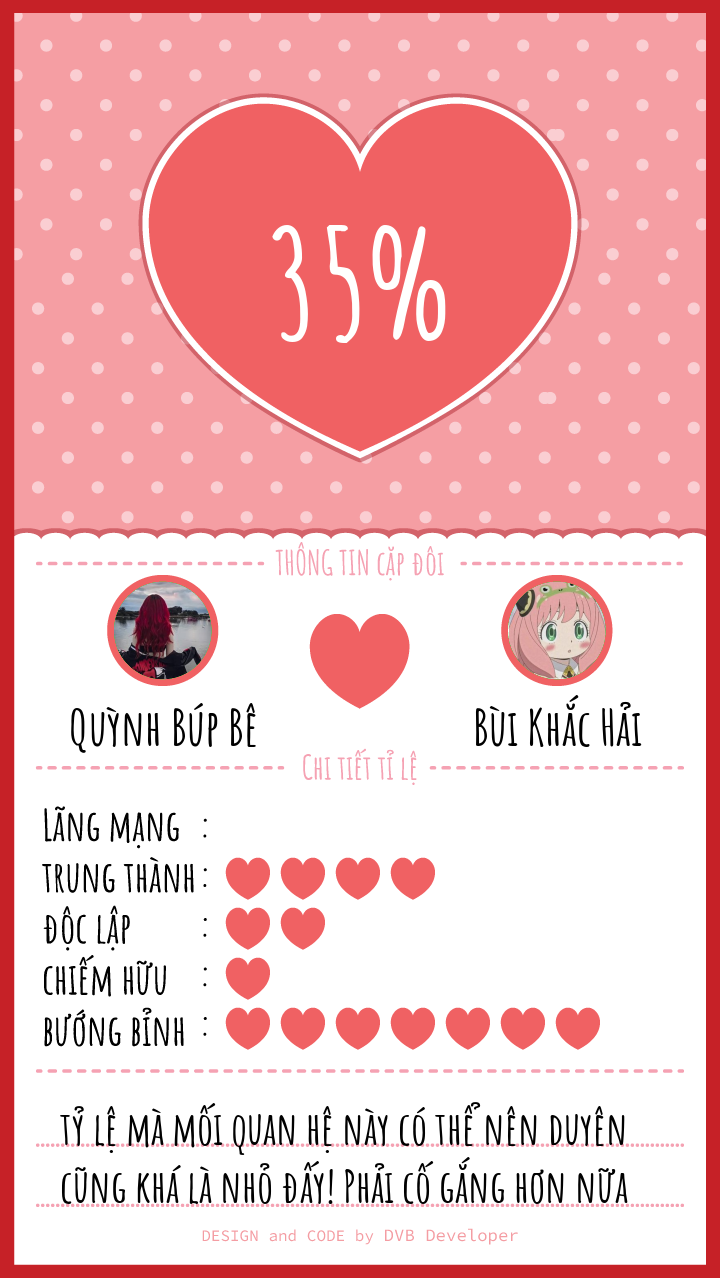 35%
THÔNG TIN CẶP ĐÔI
QUỲNH BÚP BÊ
BÙI KHẮC HẢI
CHI TIẾT TỈ LỆ
LÃNG MẠNG :
TRUNG THÀNH :
ĐỘC LẬP :
CHIẾM HỮU :
BƯỚNG BỈNH :
TỶ LỆ MÀ MỐI QUAN HỆ NÀY CÓ THỂ NÊN DUYÊN
CŨNG KHÁ LÀ NHỎ ĐẤY! PHẢI CỐ GẮNG HƠN NỮA
DESIGN and CODE by DVB Developer